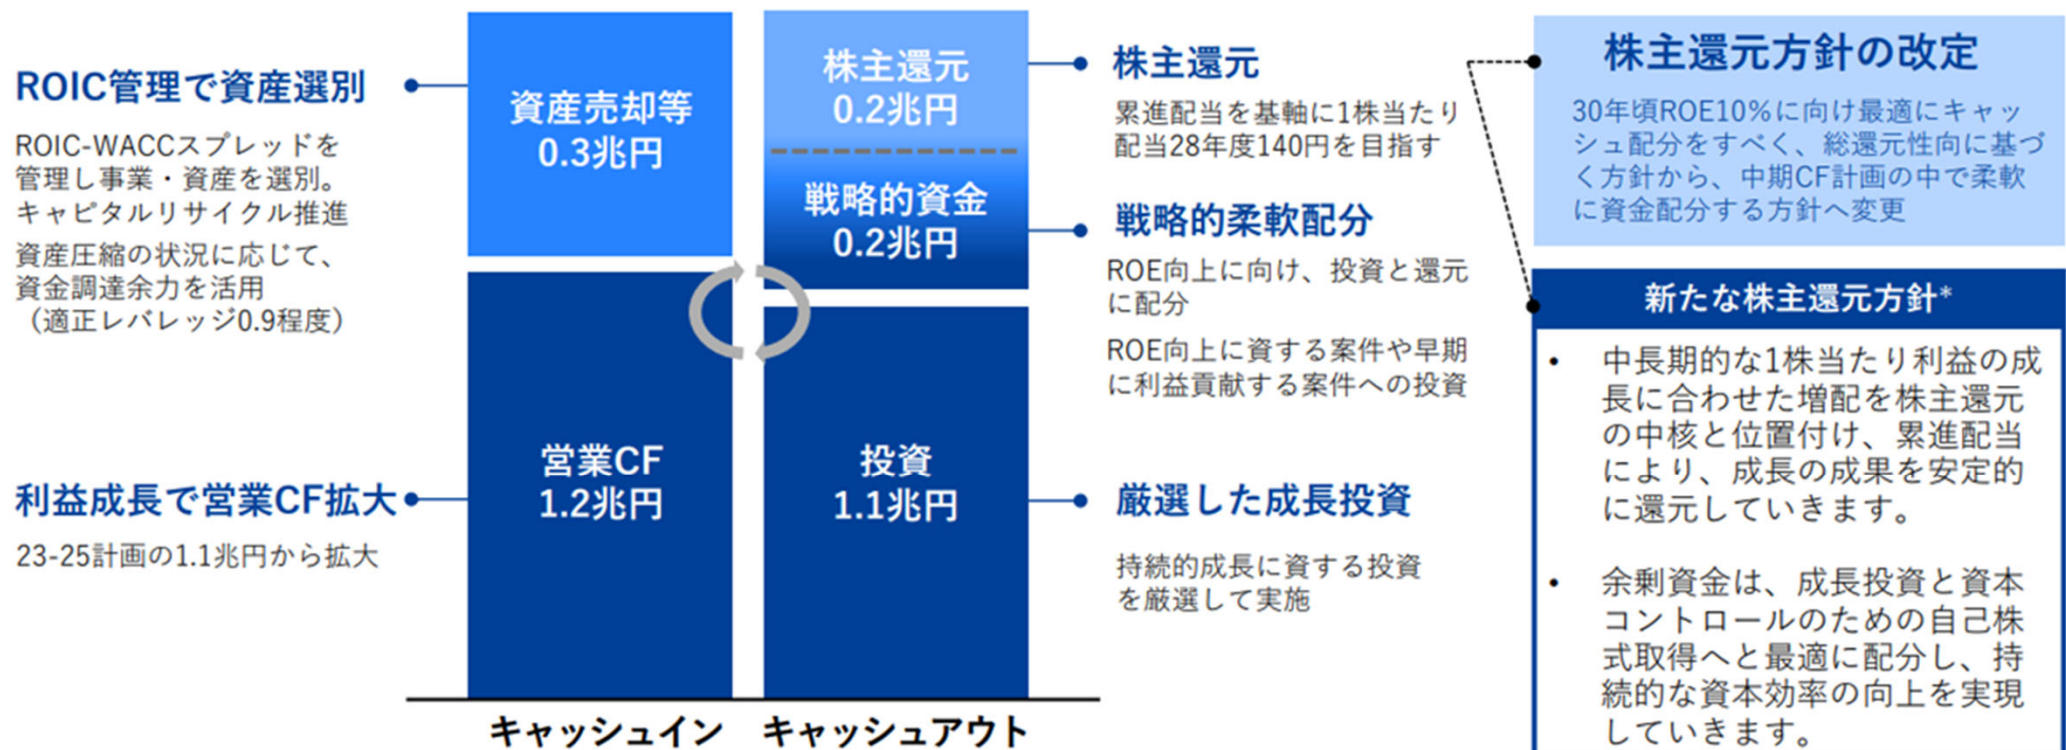 ROIC管理で資産選別
ROIC-WACCスプレッドを
管理し事業・資産を選別。
キャピタルリサイクル推進
資産圧縮の状況に応じて、
資金調達余力を活用
（適正レバレッジ0.9程度）
利益成長で営業CF拡大
23-25計画の1.1兆円から拡大
資産売却等
0.3兆円
営業CF
1.2兆円
キャッシュイン
株主還元
0.2兆円
戦略的資金
0.2兆円
投資
1.1兆円
キャッシュアウト
株主還元
累進配当を基軸に1株当たり
配当28年度140円を目指す
戦略的柔軟配分
ROE向上に向け、投資と還元
に配分
ROE向上に資する案件や早期
に利益貢献する案件への投資
厳選した成長投資
持続的成長に資する投資
を厳選して実施
株主還元方針の改定
30年頃ROE10%に向け最適にキャッ
シュ配分をすべく、総還元性向に基づ
く方針から、中期CF計画の中で柔軟
に資金配分する方針へ変更
新たな株主還元方針*
• 中長期的な1株当たり利益の成
長に合わせた増配を株主還元
の中核と位置付け、累進配当
により、成長の成果を安定的
に還元していきます。
• 余剰資金は、成長投資と資本
コントロールのための自己株
式取得へと最適に配分し、持
続的な資本効率の向上を実現
していきます。